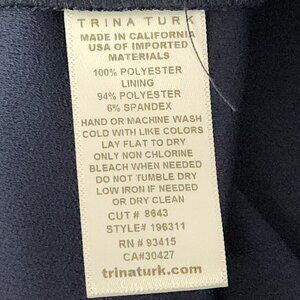 TRINA TURK
MADE IN CALIFORNIA
USA OF IMPORTED
MATERIALS
100% POLYESTER
LINING
94% POLYESTER
6% SPANDEX
HAND OR MACHINE WASH
COLD WITH LIKE COLORS
LAY FLAT TO DRY
ONLY NON CHLORINE
BLEACH WHEN NEEDED
DO NOT TUMBLE DRY
LOW IRON IF NEEDED
OR DRY CLEAN
CUT # 8643
STYLE# 196311
RN # 93415
CA#30427
trinaturk.com